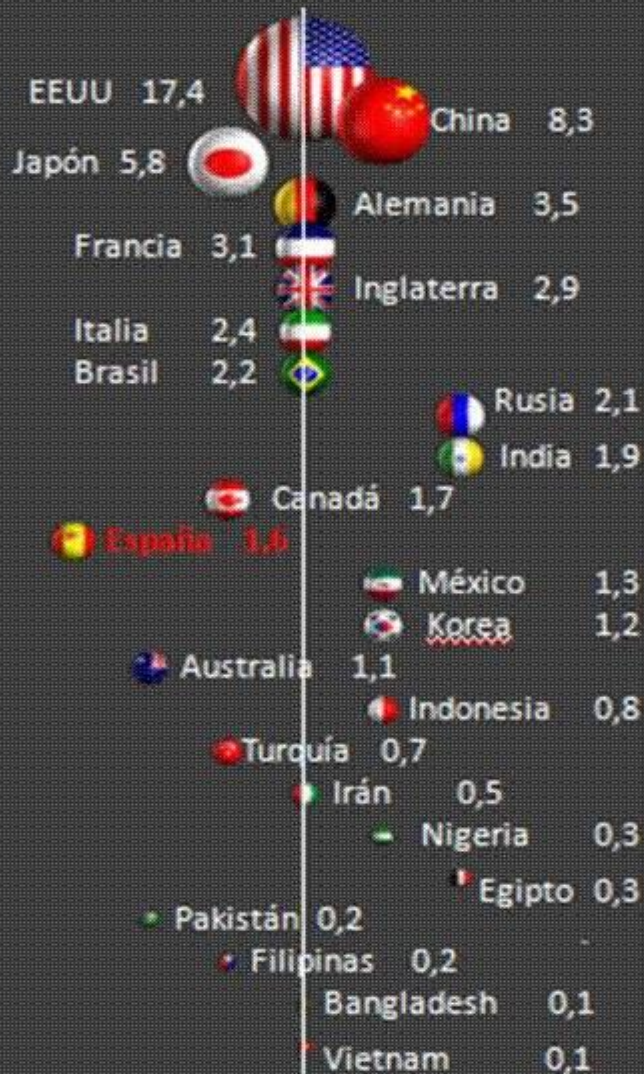 EEUU 17,4
China 8,3
Japón 5,8
Alemania 3,5
Francia 3,1
Inglaterra 2,9
Italia 2,4
Brasil 2,2
Rusia 2,1
India 1,9
Canadá 1,7
España 1,6
México 1,3
Korea 1,2
Australia 1,1
Indonesia 0,8
Turquía 0,7
Irán 0,5
Nigeria 0,3
Egipto 0,3
Pakistán 0,2
Filipinas 0,2
Bangladesh 0,1
Vietnam 0,1